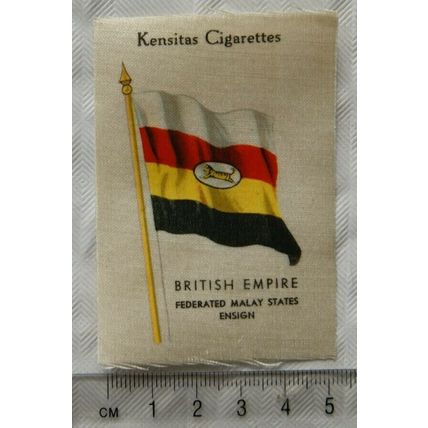 Kensitas Cigarettes
BRITISH EMPIRE
FEDERATED MALAY STATES
ENSIGN
CM 1 2 3 4 5